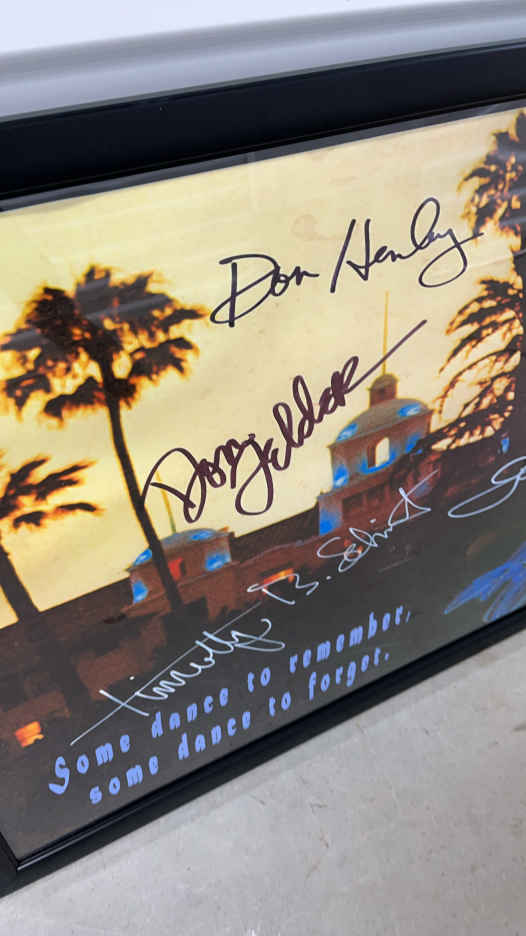 Don Henley
Don Felder
Timothy B. Schmit
Some dance to remember,
some dance to forget.